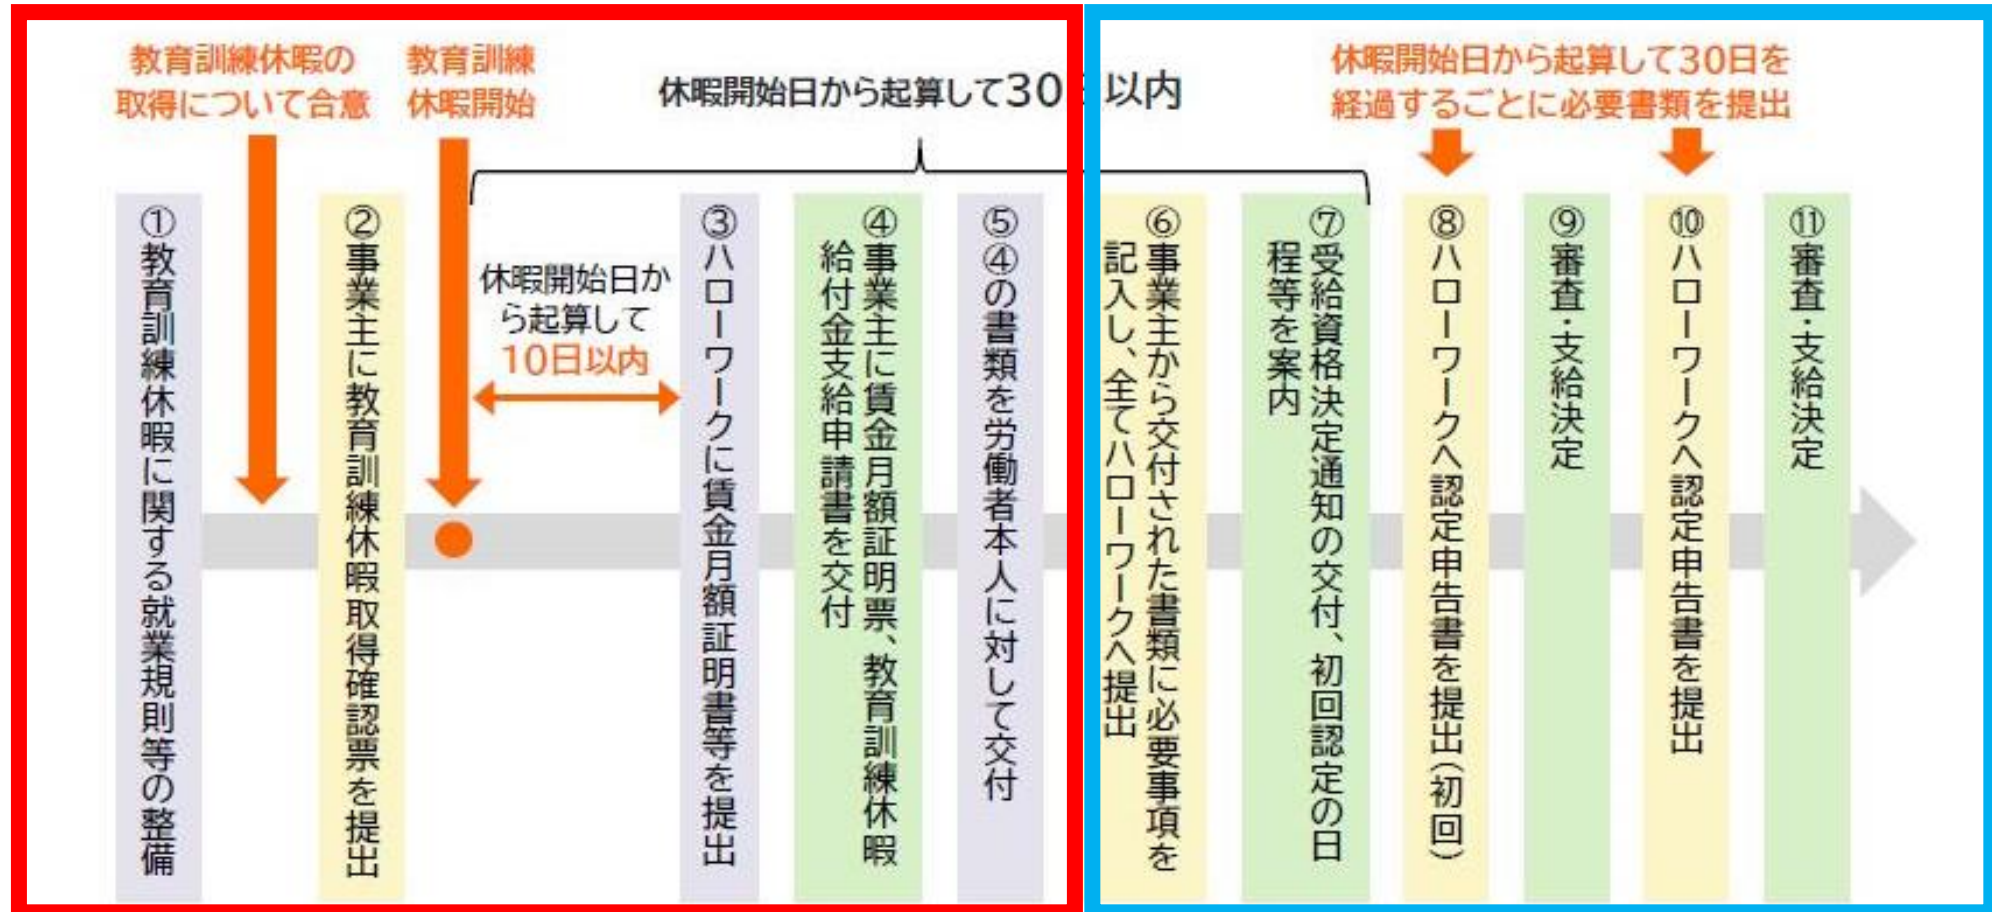 教育訓練休暇の
取得について合意
教育訓練
休暇開始
休暇開始日から起算して30日以内
休暇開始日から起算して30日を
経過するごとに必要書類を提出
①教育訓練休暇に関する就業規則等の整備
②事業主に教育訓練休暇取得確認票を提出
休暇開始日か
ら起算して
10日以内
③ハローワークに賃金月額証明書等を提出
④事業主に賃金月額証明票、教育訓練休暇
給付金支給申請書を交付
⑤④の書類を労働者本人に対して交付
⑥事業主から交付された書類に必要事項を
記入し、全てハローワークへ提出
⑦受給資格決定通知の交付、初回認定の日
程等を案内
⑧ハローワークへ認定申告書を提出(初回)
⑨審査・支給決定
⑩ハローワークへ認定申告書を提出
⑪審査・支給決定